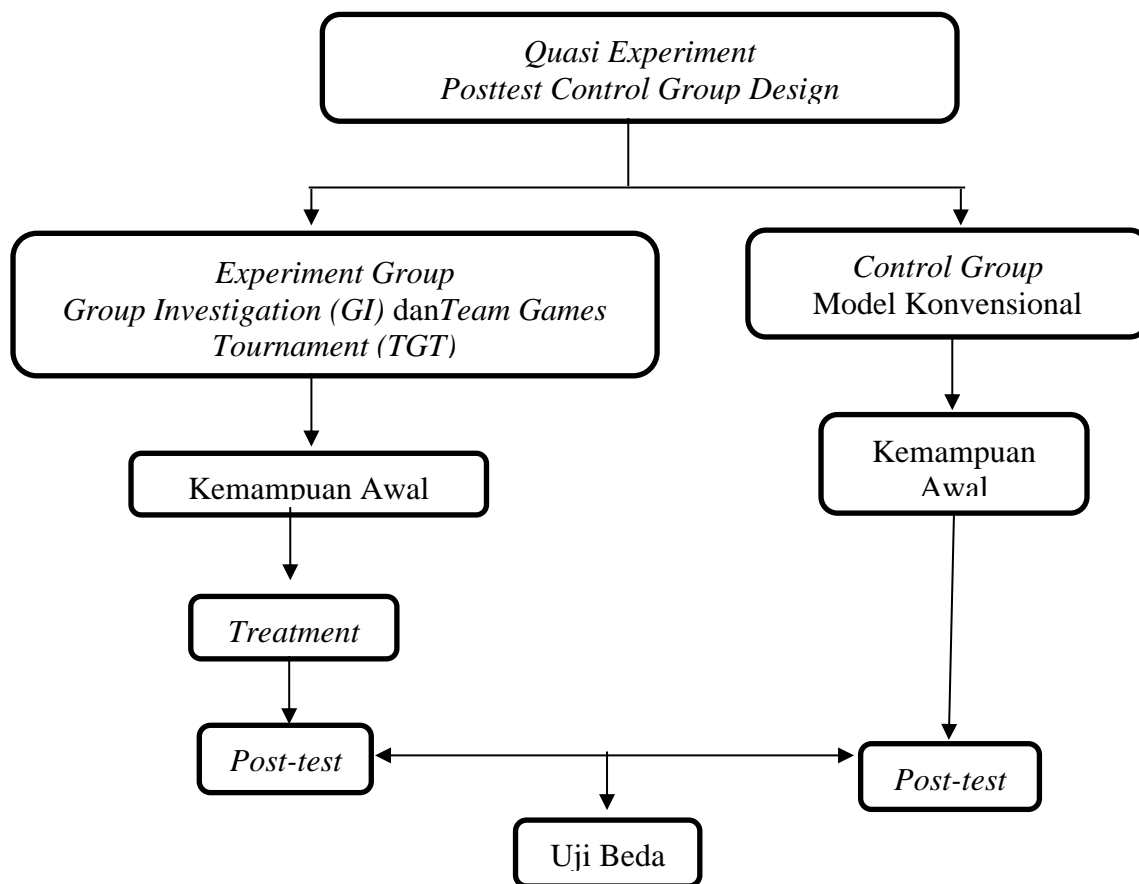 Quasi Experiment
Posttest Control Group Design
Experiment Group
Group Investigation (GI) danTeam Games
Tournament (TGT)
Control Group
Model Konvensional
Kemampuan Awal
Kemampuan
Awal
Treatment
Post-test
Post-test
Uji Beda